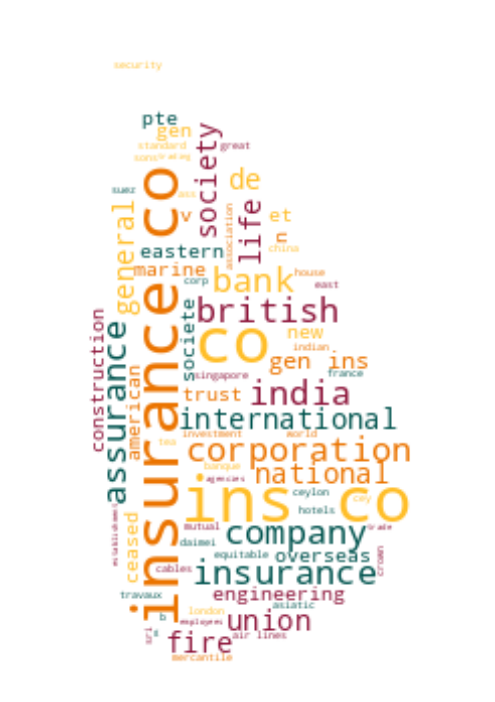 security
pte
gen
standard
great
sons
trading
society
suez
ass
de
life
general
insurance co
v
association
et
c
china
eastern
marine
corp
bank
house
east
british
construction
assurance
societe
co
new
indian
american
gen ins
singapore
france
trust
india
international
investment
world
tea
corporation
banque
national
agencies
ins co
ceylon
cey
hotels
mutual
trade
company
ceased
daimei
equitable
overseas
cables
insurance
crown
travaux
engineering
asiatic
london
b
employees
union
sri
s
fire
air lines
mercantile